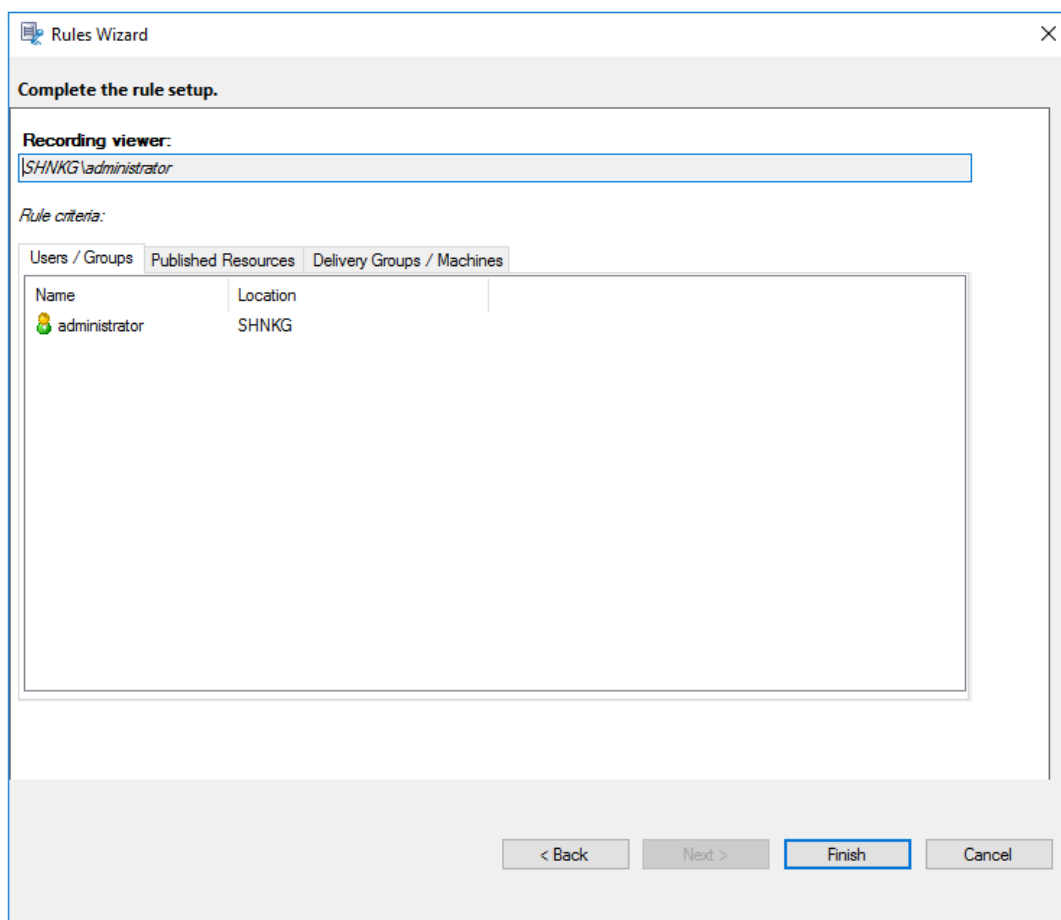 Rules Wizard
Complete the rule setup.
Recording viewer:
SHNKG\administrator
Rule criteria:
Users / Groups Published Resources Delivery Groups / Machines
Name Location
administrator SHNKG
< Back Next > Finish Cancel